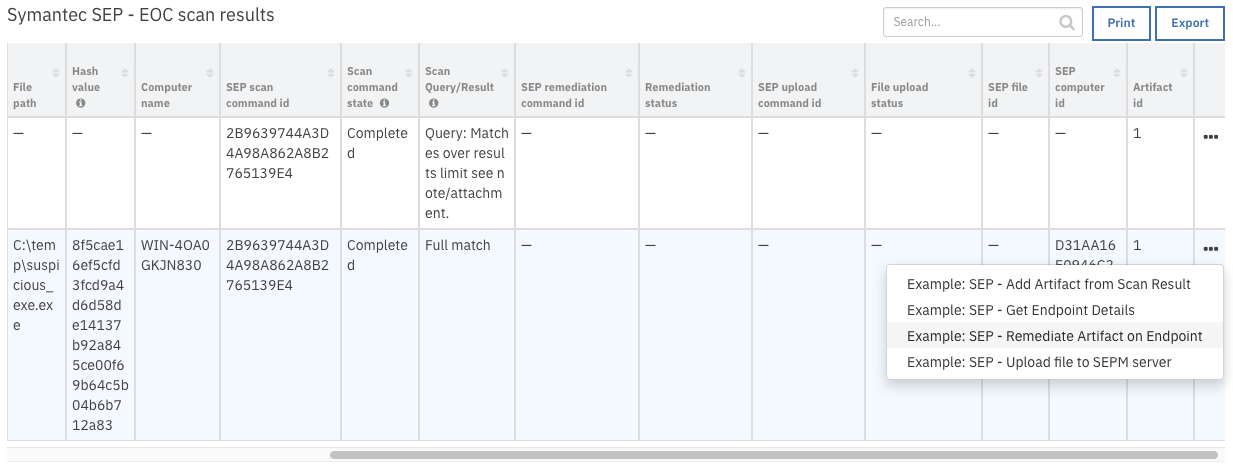 Symantec SEP - EOC scan results
Search...
Print
Export
File
path
Hash
value
Computer
name
SEP scan
command id
Scan
command
state
Scan
Query/Result
SEP remediation
command id
Remediation
status
SEP upload
command id
File upload
status
SEP file
id
SEP
computer
id
Artifact
id
—
—
—
2B9639744A3D
4A98A862A8B2
765139E4
Complete
d
Query: Match
es over resul
ts limit see n
ote/attachm
ent.
—
—
—
—
—
—
1
C:\tem
p\suspi
cious_
exe.ex
e
8f5cae1
6ef5cfd
3fcd9a4
d6d58d
e14137
b92a84
5ce00f6
9b64c5b
04b6b7
12a83
WIN-4OA0
GKJN830
2B9639744A3D
4A98A862A8B2
765139E4
Complete
d
Full match
—
—
—
—
—
D31AA16
1
Example: SEP - Add Artifact from Scan Result
Example: SEP - Get Endpoint Details
Example: SEP - Remediate Artifact on Endpoint
Example: SEP - Upload file to SEPM server